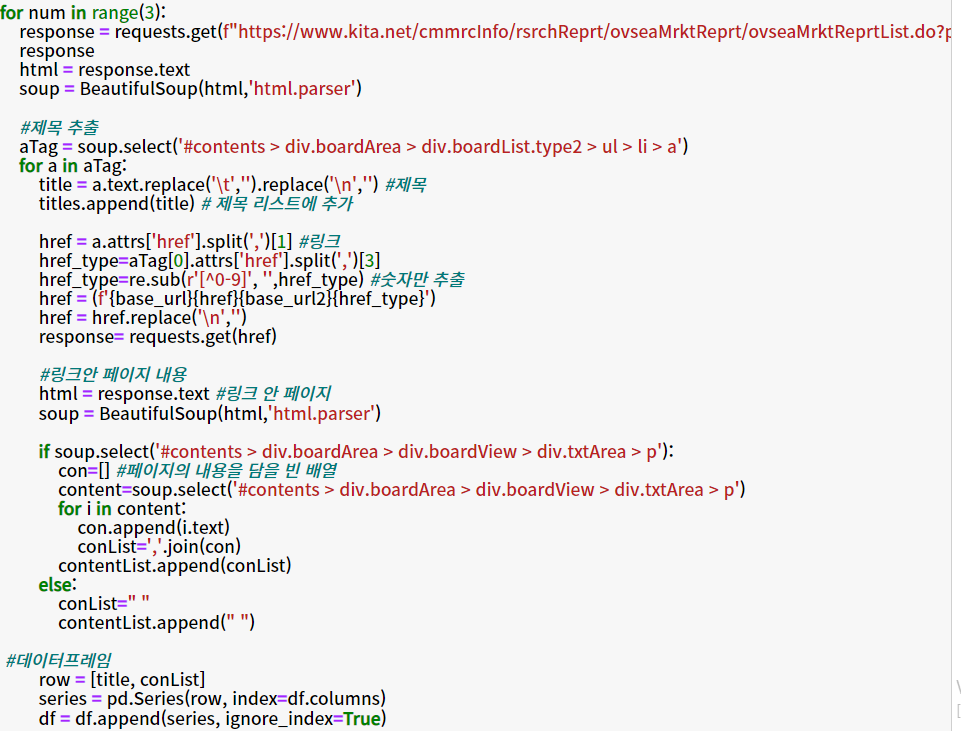 for num in range(3):
    response = requests.get(f"https://www.kita.net/cmmrcInfo/rsrchReprt/ovseaMrktReprt/ovseaMrktReprtList.do?p
    response
    html = response.text
    soup = BeautifulSoup(html,'html.parser')

    #제목 추출
    aTag = soup.select('#contents > div.boardArea > div.boardList.type2 > ul > li > a')
    for a in aTag:
        title = a.text.replace('\t','').replace('\n','') #제목
        titles.append(title) # 제목 리스트에 추가

        href = a.attrs['href'].split(',')[1] #링크
        href_type=aTag[0].attrs['href'].split(',')[3]
        href_type=re.sub(r'[^0-9]', '',href_type) #숫자만 추출
        href = (f'{base_url}{href}{base_url2}{href_type}')
        href = href.replace('\n','')
        response= requests.get(href)

        #링크안 페이지 내용
        html = response.text #링크 안 페이지
        soup = BeautifulSoup(html,'html.parser')

        if soup.select('#contents > div.boardArea > div.boardView > div.txtArea > p'):
            con=[] #페이지의 내용을 담을 빈 배열
            content=soup.select('#contents > div.boardArea > div.boardView > div.txtArea > p')
            for i in content:
                con.append(i.text)
                conList=','.join(con)
            contentList.append(conList)
        else:
            conList=" "
            contentList.append(" ")

 #데이터프레임
        row = [title, conList]
        series = pd.Series(row, index=df.columns)
        df = df.append(series, ignore_index=True)